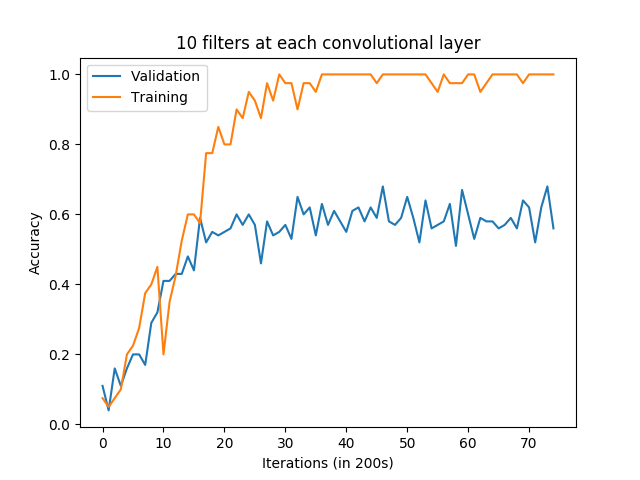 10 filters at each convolutional layer
Validation
Training
Accuracy
1.0
0.8
0.6
0.4
0.2
0.0
0 10 20 30 40 50 60 70
Iterations (in 200s)